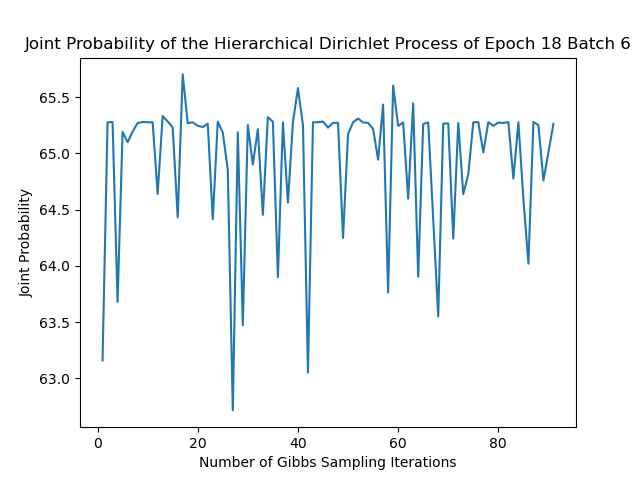 Joint Probability of the Hierarchical Dirichlet Process of Epoch 18 Batch 6
65.5
65.0
64.5
64.0
63.5
63.0
Joint Probability
0 20 40 60 80
Number of Gibbs Sampling Iterations